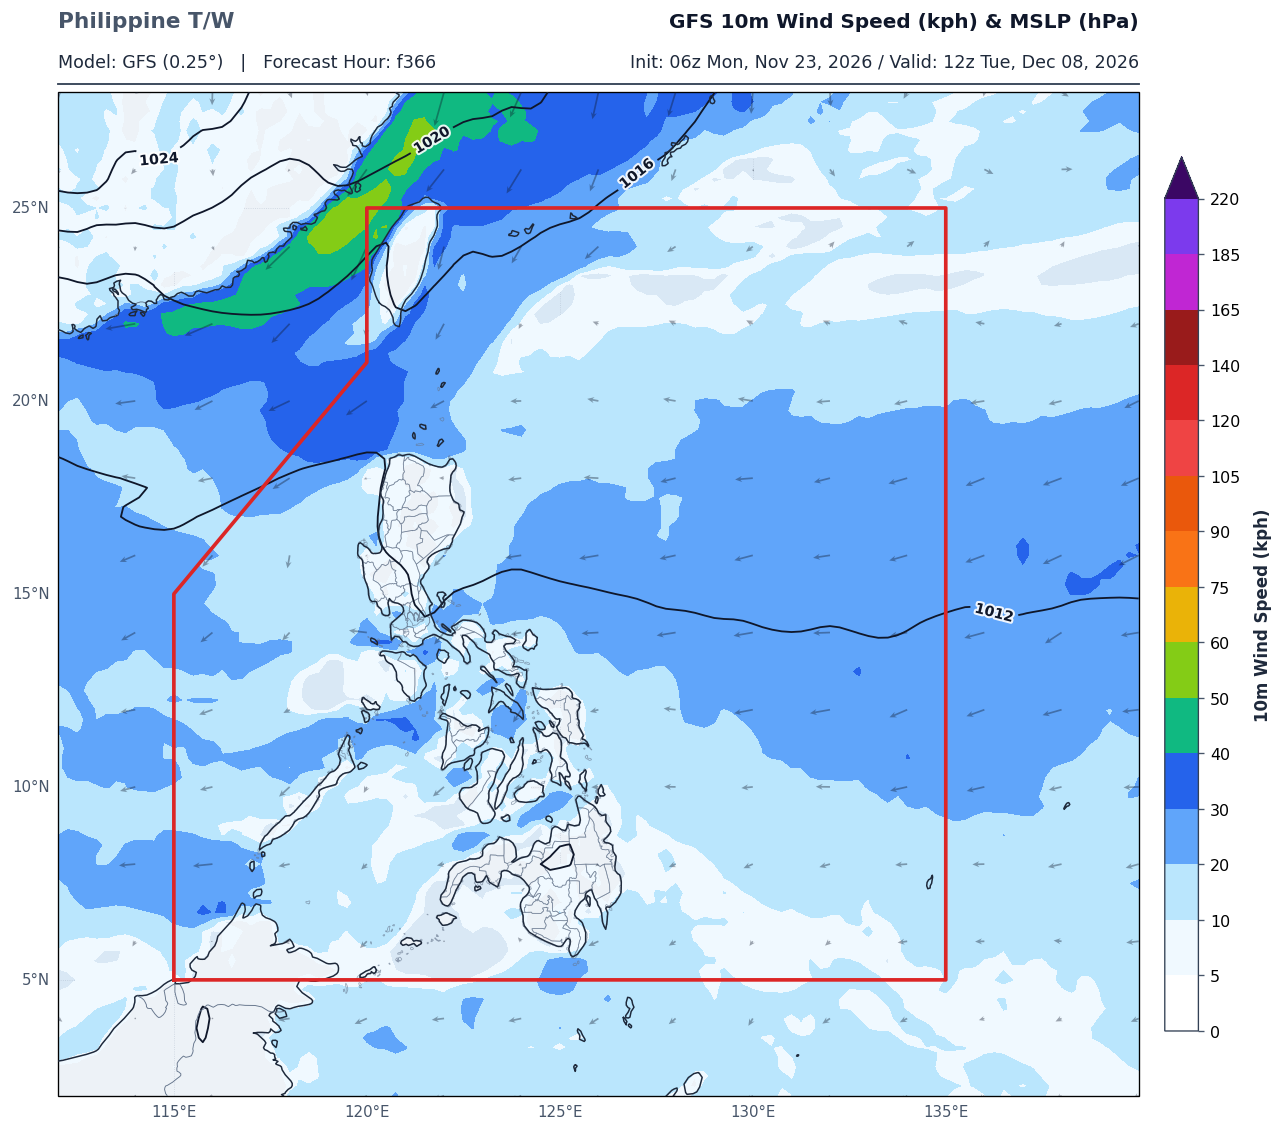 Philippine T/W
GFS 10m Wind Speed (kph) & MSLP (hPa)
Model: GFS (0.25°)   |   Forecast Hour: f366
Init: 06z Mon, Nov 23, 2026 / Valid: 12z Tue, Dec 08, 2026
1024
1020
1016
1012
25°N
20°N
15°N
10°N
5°N
115°E
120°E
125°E
130°E
135°E
220
185
165
140
120
105
90
75
60
50
40
30
20
10
5
0
10m Wind Speed (kph)